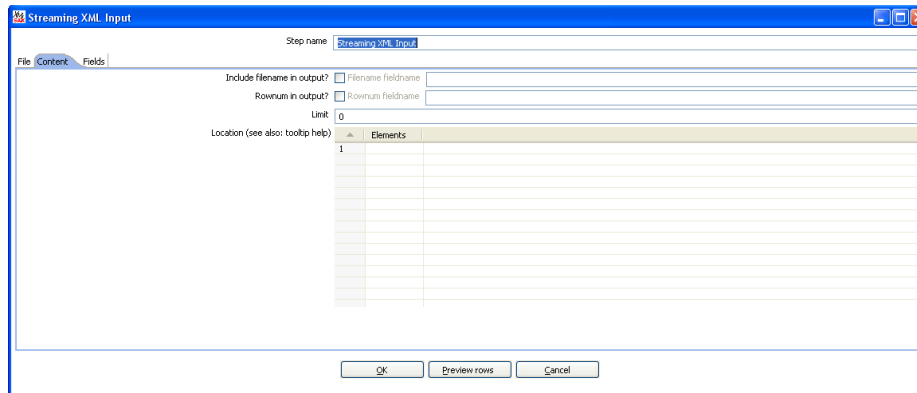 Streaming XML Input
Step name Streaming XML Input
File Content Fields
Include filename in output? Filename fieldname
Rownum in output? Rownum fieldname
Limit 0
Location (see also: tooltip help) Elements
1
OK Preview rows Cancel